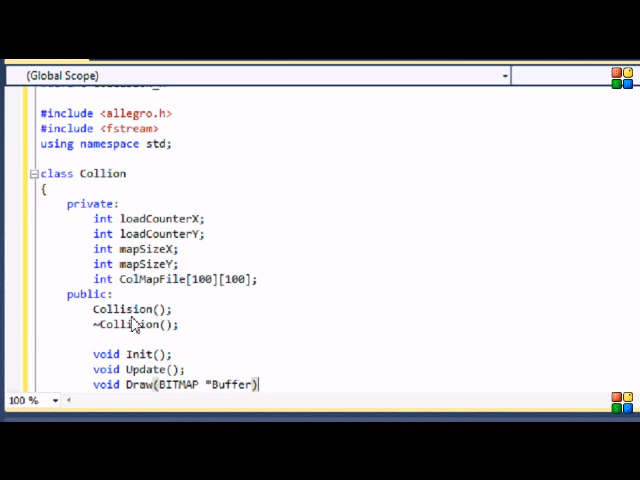 (Global Scope)
#include <allegro.h>
#include <fstream>
using namespace std;
class Collion
{
private:
int loadCounterX;
int loadCounterY;
int mapSizeX;
int mapSizeY;
int ColMapFile[100][100];
public:
Collision();
~Collision();
void Init();
void Update();
void Draw(BITMAP *Buffer)
100 %